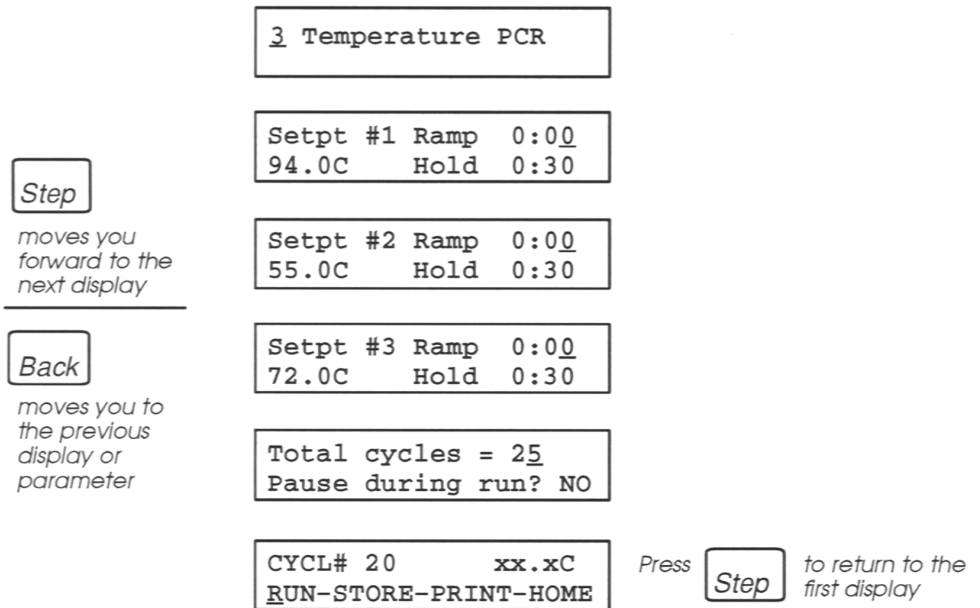 3 Temperature PCR
Setpt #1 Ramp 0:00
94.0C Hold 0:30
Step
moves you
forward to the
next display
Setpt #2 Ramp 0:00
55.0C Hold 0:30
Back
moves you to
the previous
display or
parameter
Setpt #3 Ramp 0:00
72.0C Hold 0:30
Total cycles = 25
Pause during run? NO
CYCL# 20 xx.xC
RUN-STORE-PRINT-HOME
Press Step to return to the
first display